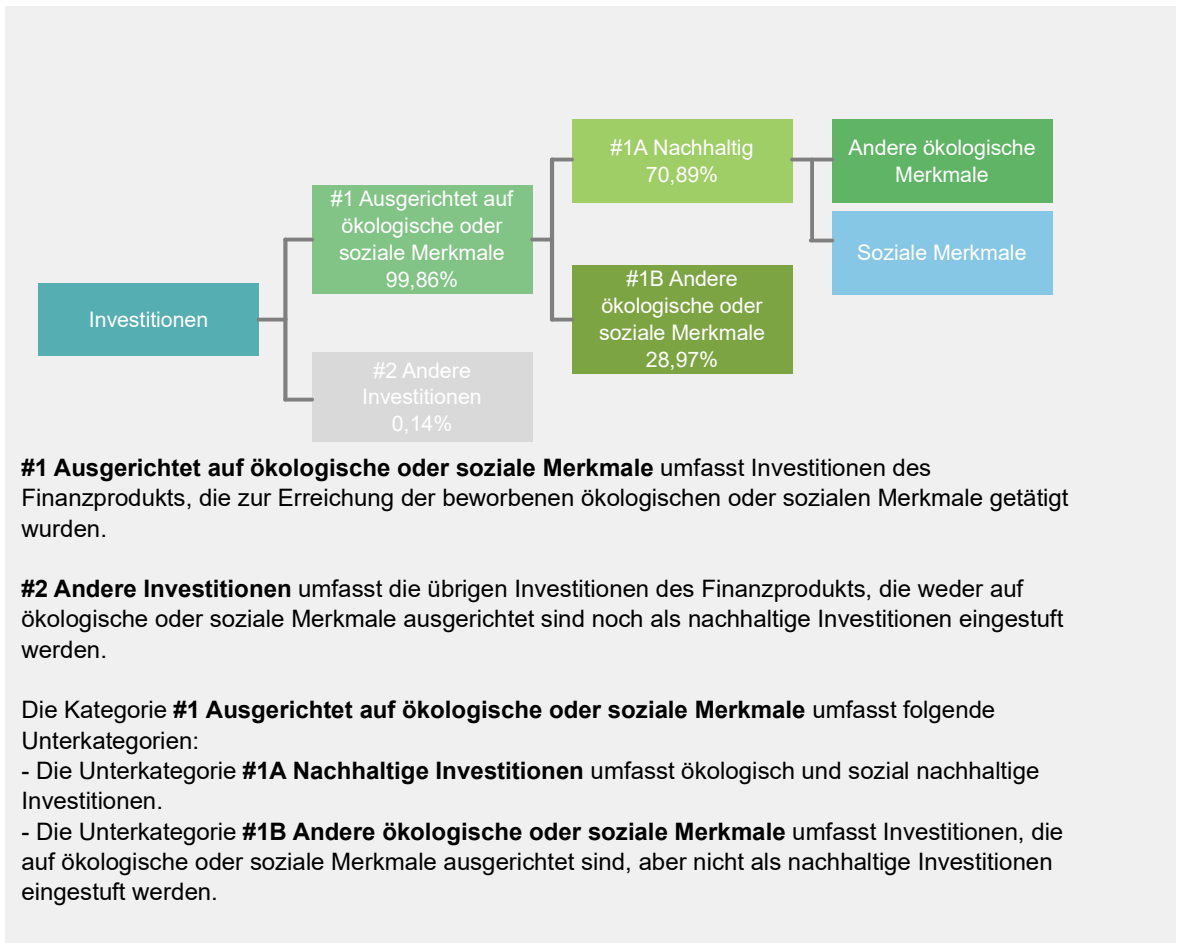 #1A Nachhaltig
70,89%
Andere ökologische
Merkmale
#1 Ausgerichtet auf
ökologische oder
soziale Merkmale
99,86%
Soziale Merkmale
#1B Andere
ökologische oder
soziale Merkmale
28,97%
Investitionen
#2 Andere
Investitionen
0,14%
#1 Ausgerichtet auf ökologische oder soziale Merkmale umfasst Investitionen des
Finanzprodukts, die zur Erreichung der beworbenen ökologischen oder sozialen Merkmale getätigt
wurden.
#2 Andere Investitionen umfasst die übrigen Investitionen des Finanzprodukts, die weder auf
ökologische oder soziale Merkmale ausgerichtet sind noch als nachhaltige Investitionen eingestuft
werden.
Die Kategorie #1 Ausgerichtet auf ökologische oder soziale Merkmale umfasst folgende
Unterkategorien:
- Die Unterkategorie #1A Nachhaltige Investitionen umfasst ökologisch und sozial nachhaltige
Investitionen.
- Die Unterkategorie #1B Andere ökologische oder soziale Merkmale umfasst Investitionen, die
auf ökologische oder soziale Merkmale ausgerichtet sind, aber nicht als nachhaltige Investitionen
eingestuft werden.